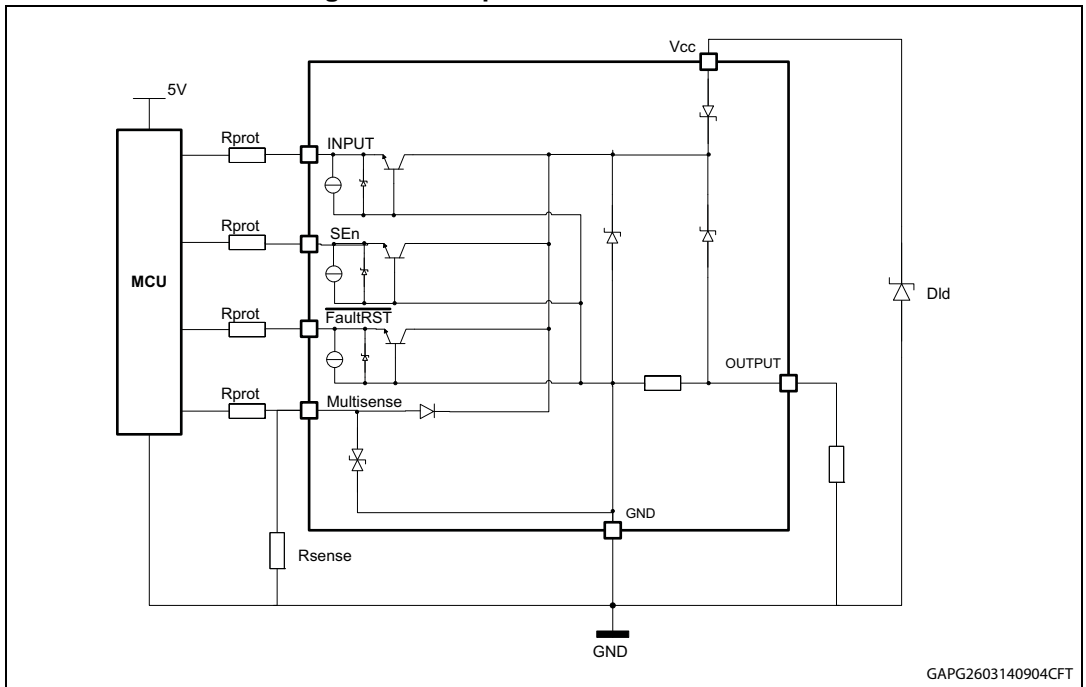 Vcc
5V
Rprot
INPUT
Rprot
SEn
MCU
Dld
Rprot
FaultRST
OUTPUT
Rprot
Multisense
GND
Rsense
GND
GAPG2603140904CFT